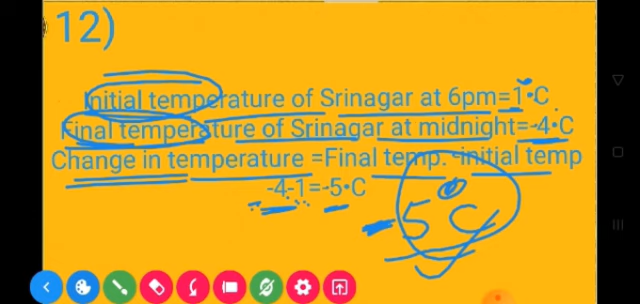 12)
Initial temperature of Srinagar at 6pm=1•C
Final temperature of Srinagar at midnight=-4•C
Change in temperature =Final temp.-initial temp
-4-1=-5•C
-5°C